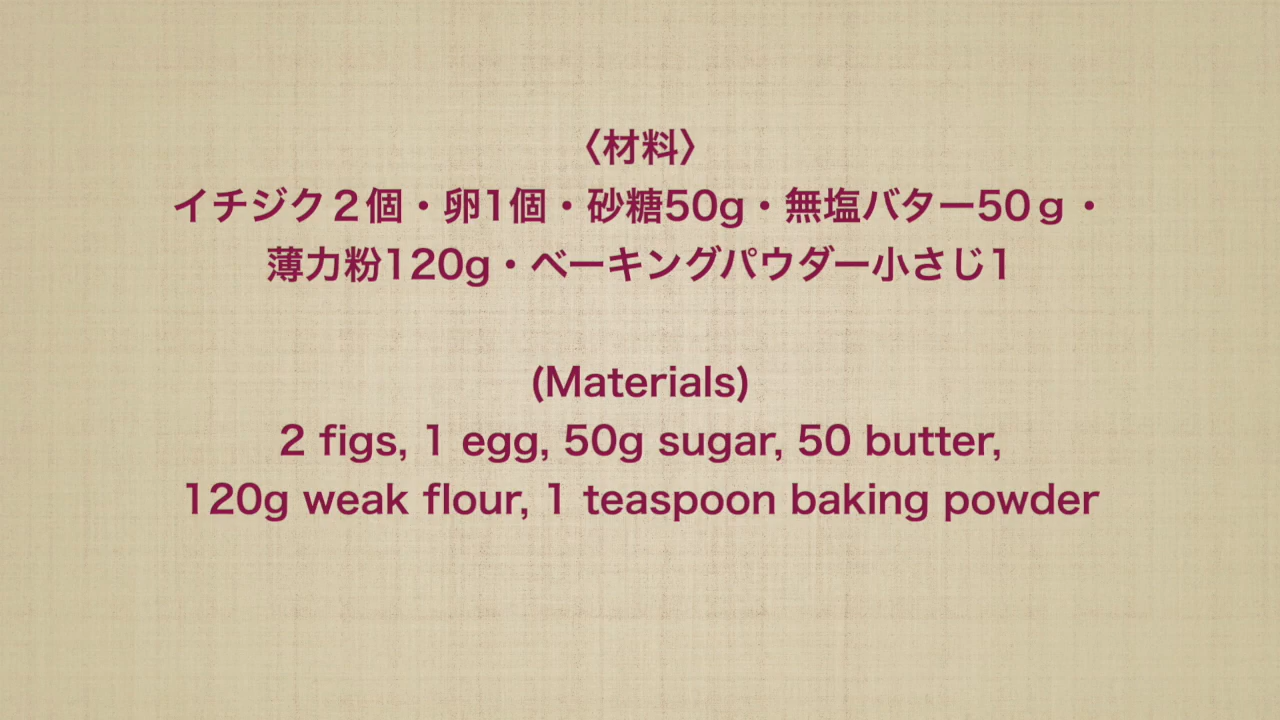 〈材料〉
イチジク２個・卵1個・砂糖50g・無塩バター50ｇ・
薄力粉120g・ベーキングパウダー小さじ1
(Materials)
2 figs, 1 egg, 50g sugar, 50 butter,
120g weak flour, 1 teaspoon baking powder